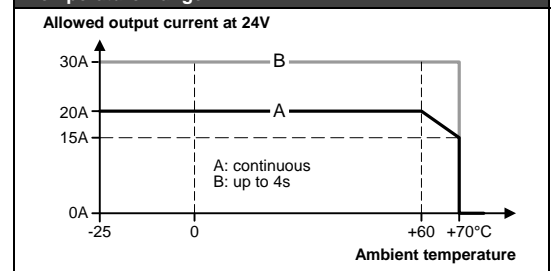 Allowed output current at 24V
30A
B
20A
A
15A
A: continuous
B: up to 4s
0A
-25
0
+60
+70°C
Ambient temperature